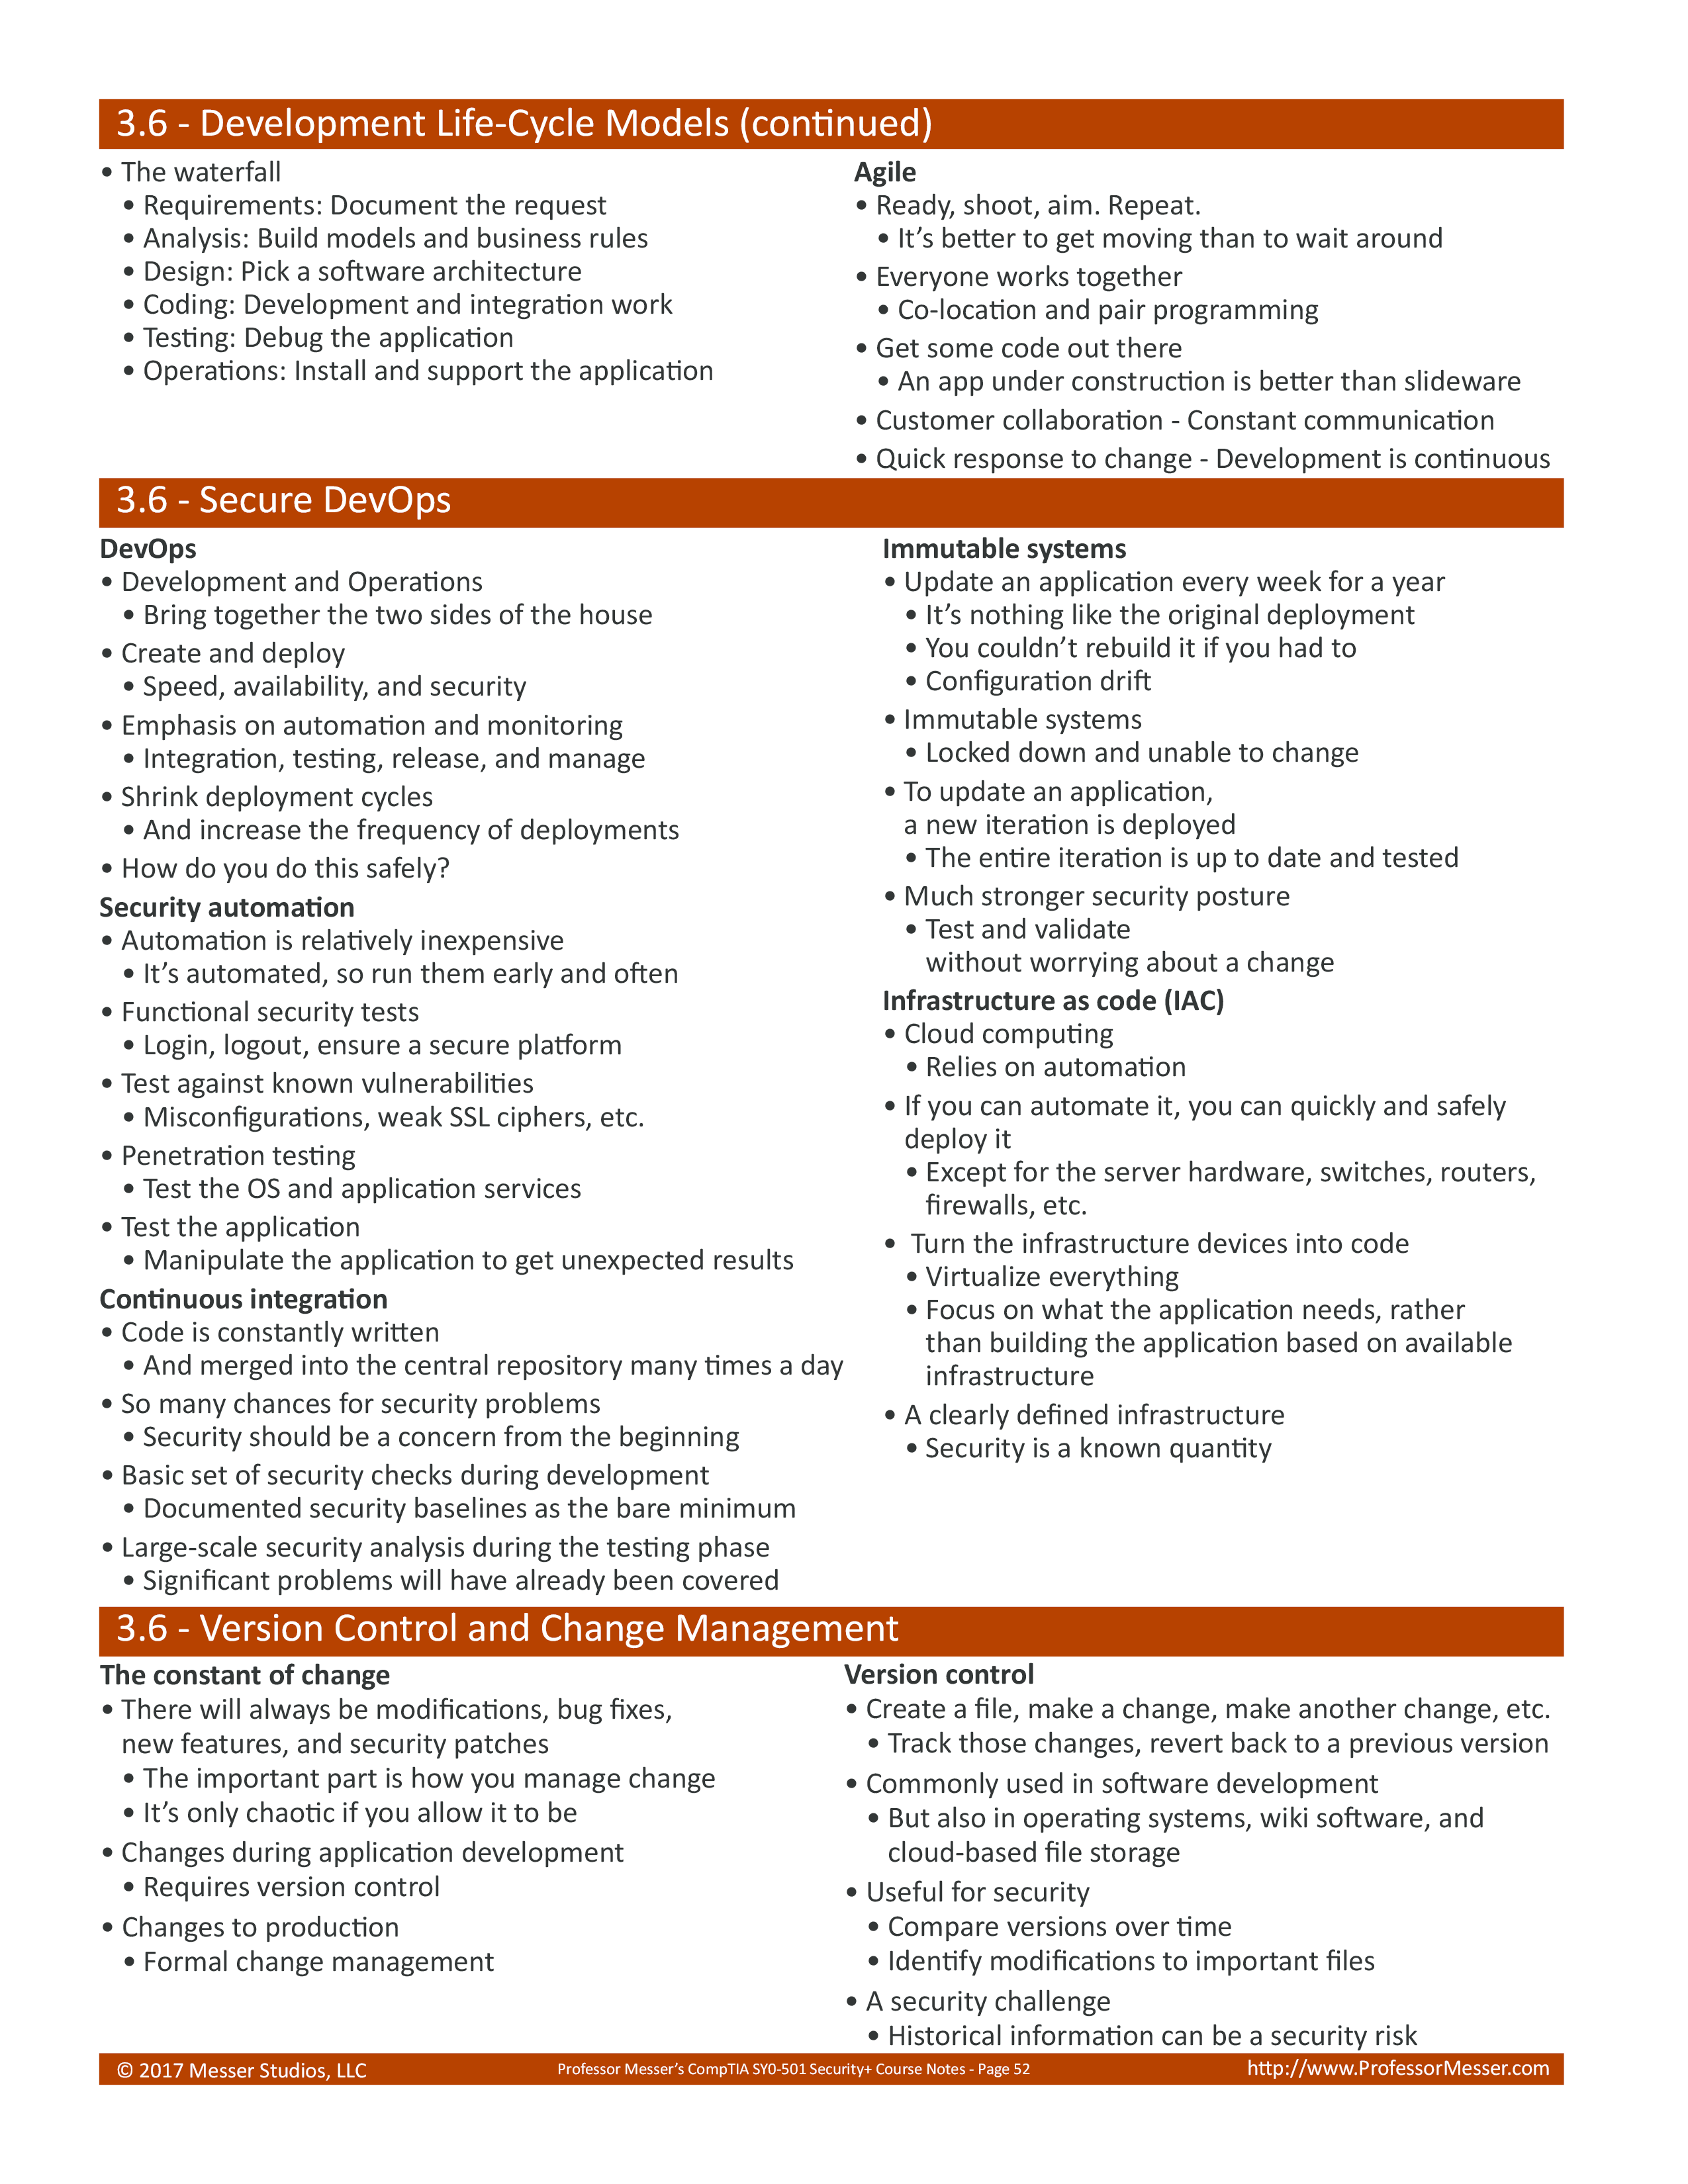 3.6 - Development Life-Cycle Models (continued)
• The waterfall
• Requirements: Document the request
• Analysis: Build models and business rules
• Design: Pick a software architecture
• Coding: Development and integration work
• Testing: Debug the application
• Operations: Install and support the application
Agile
• Ready, shoot, aim. Repeat.
• It’s better to get moving than to wait around
• Everyone works together
• Co-location and pair programming
• Get some code out there
• An app under construction is better than slideware
• Customer collaboration - Constant communication
• Quick response to change - Development is continuous
3.6 - Secure DevOps
DevOps
• Development and Operations
• Bring together the two sides of the house
• Create and deploy
• Speed, availability, and security
• Emphasis on automation and monitoring
• Integration, testing, release, and manage
• Shrink deployment cycles
• And increase the frequency of deployments
• How do you do this safely?
Security automation
• Automation is relatively inexpensive
• It’s automated, so run them early and often
• Functional security tests
• Login, logout, ensure a secure platform
• Test against known vulnerabilities
• Misconfigurations, weak SSL ciphers, etc.
• Penetration testing
• Test the OS and application services
• Test the application
• Manipulate the application to get unexpected results
Continuous integration
• Code is constantly written
• And merged into the central repository many times a day
• So many chances for security problems
• Security should be a concern from the beginning
• Basic set of security checks during development
• Documented security baselines as the bare minimum
• Large-scale security analysis during the testing phase
• Significant problems will have already been covered
Immutable systems
• Update an application every week for a year
• It’s nothing like the original deployment
• You couldn’t rebuild it if you had to
• Configuration drift
• Immutable systems
• Locked down and unable to change
• To update an application,
a new iteration is deployed
• The entire iteration is up to date and tested
• Much stronger security posture
• Test and validate
without worrying about a change
Infrastructure as code (IAC)
• Cloud computing
• Relies on automation
• If you can automate it, you can quickly and safely
deploy it
• Except for the server hardware, switches, routers,
firewalls, etc.
• Turn the infrastructure devices into code
• Virtualize everything
• Focus on what the application needs, rather
than building the application based on available
infrastructure
• A clearly defined infrastructure
• Security is a known quantity
3.6 - Version Control and Change Management
The constant of change
• There will always be modifications, bug fixes,
new features, and security patches
• The important part is how you manage change
• It’s only chaotic if you allow it to be
• Changes during application development
• Requires version control
• Changes to production
• Formal change management
Version control
• Create a file, make a change, make another change, etc.
• Track those changes, revert back to a previous version
• Commonly used in software development
• But also in operating systems, wiki software, and
cloud-based file storage
• Useful for security
• Compare versions over time
• Identify modifications to important files
• A security challenge
• Historical information can be a security risk
© 2017 Messer Studios, LLC
Professor Messer’s CompTIA SY0-501 Security+ Course Notes - Page 52
http://www.ProfessorMesser.com